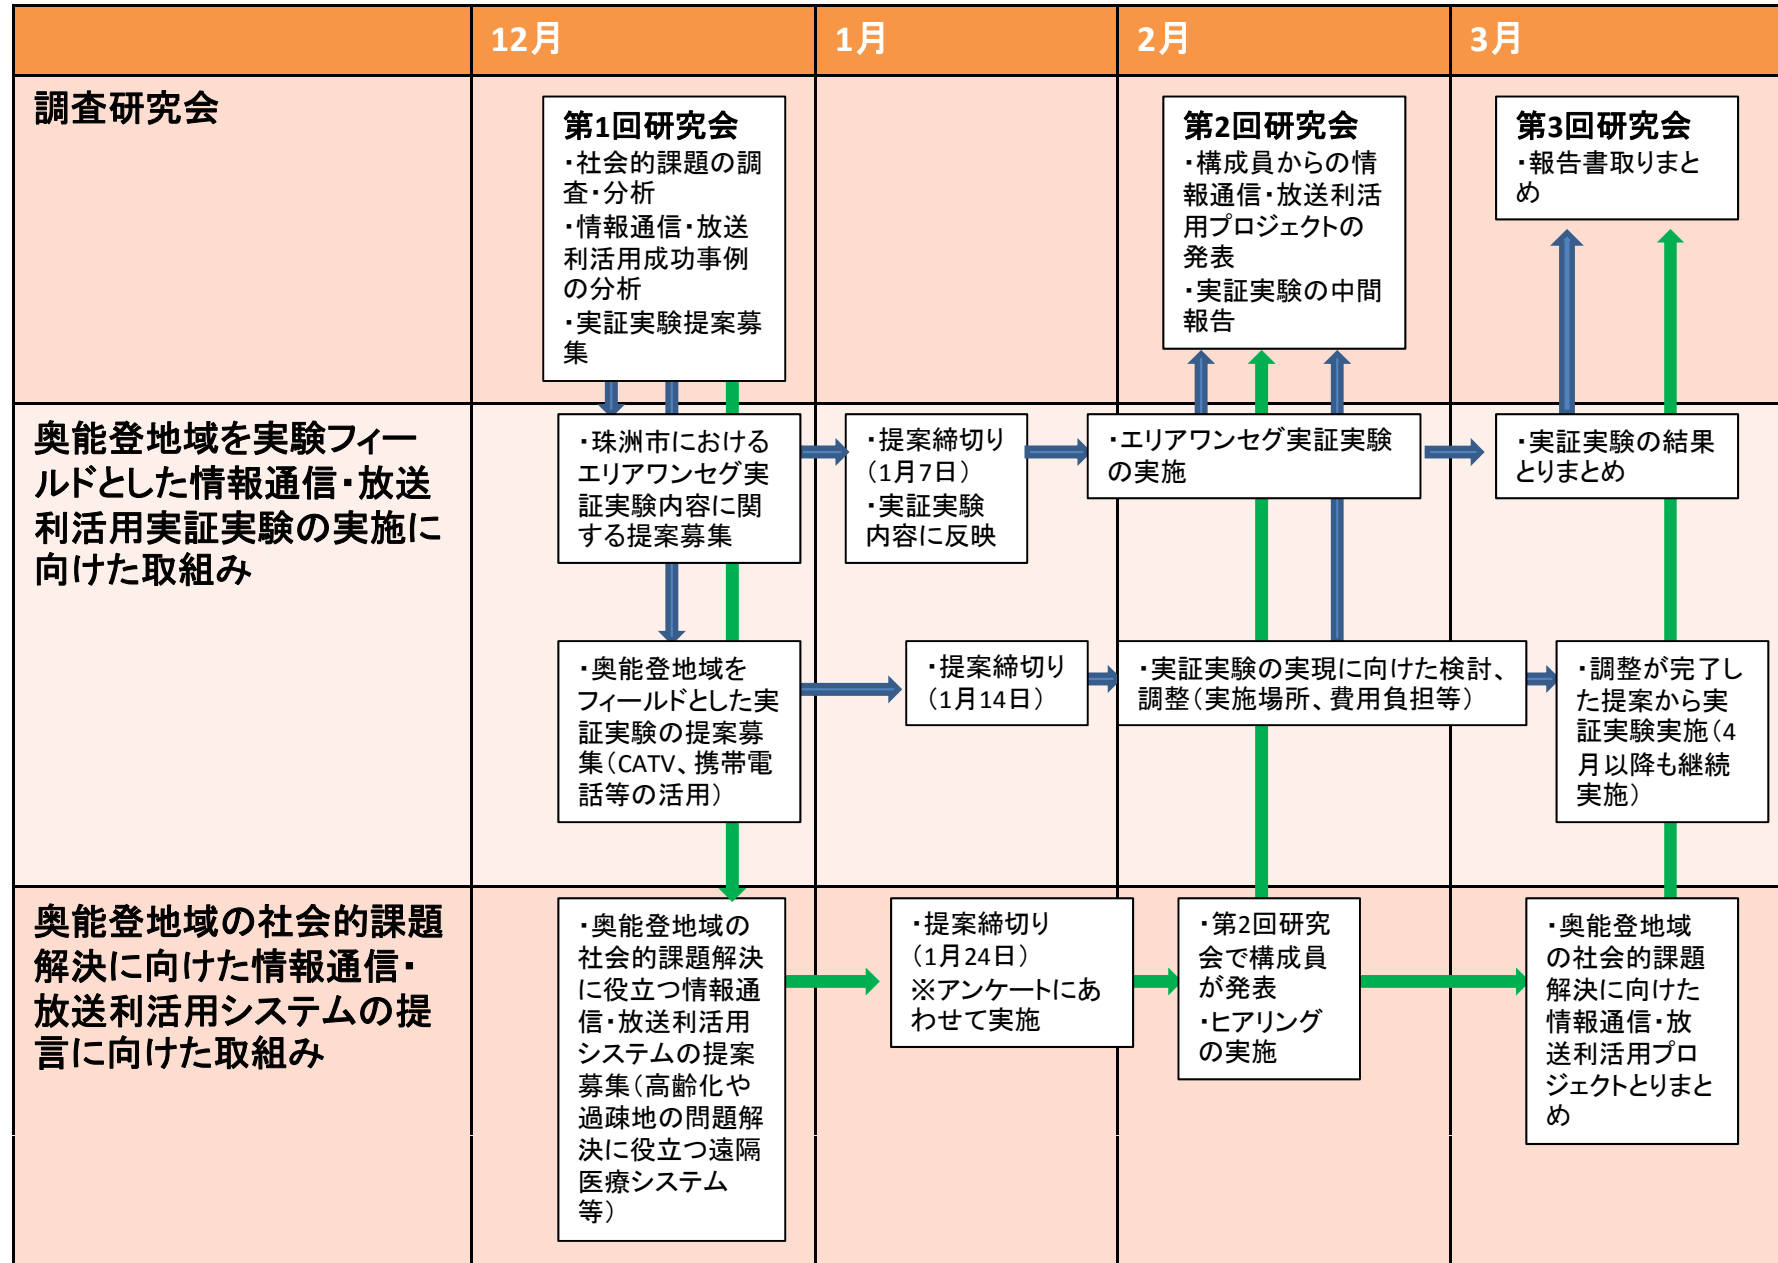 12月
1月
2月
3月
調査研究会
第1回研究会
・社会的課題の調
査・分析
・情報通信・放送
利活用成功事例
の分析
・実証実験提案募
集
第2回研究会
・構成員からの情
報通信・放送利活
用プロジェクトの
発表
・実証実験の中間
報告
第3回研究会
・報告書取りまと
め
奥能登地域を実験フィー
ルドとした情報通信・放送
利活用実証実験の実施に
向けた取組み
・珠洲市における
エリアワンセグ実
証実験内容に関
する提案募集
・提案締切り
(1月7日)
・実証実験
内容に反映
・エリアワンセグ実証実験
の実施
・実証実験の結果
とりまとめ
・奥能登地域を
フィールドとした実
証実験の提案募
集(CATV、携帯電
話等の活用)
・提案締切り
(1月14日)
・実証実験の実現に向けた検討、
調整(実施場所、費用負担等)
・調整が完了し
た提案から実
証実験実施(4
月以降も継続
実施)
奥能登地域の社会的課題
解決に向けた情報通信・
放送利活用システムの提
言に向けた取組み
・奥能登地域の
社会的課題解決
に役立つ情報通
信・放送利活用
システムの提案
募集(高齢化や
過疎地の問題解
決に役立つ遠隔
医療システム
等)
・提案締切り
(1月24日)
※アンケートにあ
わせて実施
・第2回研究
会で構成員
が発表
・ヒアリング
の実施
・奥能登地域
の社会的課題
解決に向けた
情報通信・放
送利活用プロ
ジェクトとりまと
め